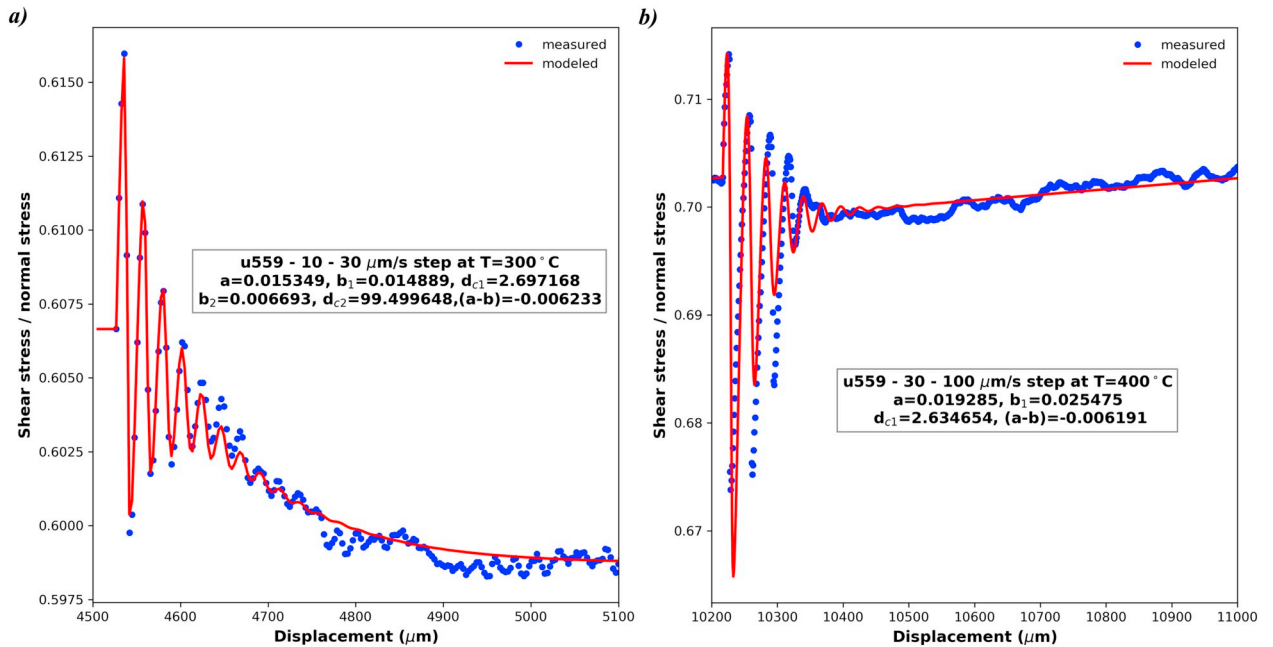 a)
measured
modeled
0.6150
0.6125
0.6100
0.6075
0.6050
0.6025
0.6000
0.5975
Shear stress / normal stress
u559 - 10 - 30 μm/s step at T=300°C
a=0.015349, b₁=0.014889, d꜀₁=2.697168
b₂=0.006693, d꜀₂=99.499648,(a-b)=-0.006233
4500 4600 4700 4800 4900 5000 5100
Displacement (μm)
b)
measured
modeled
0.71
0.70
0.69
0.68
0.67
Shear stress / normal stress
u559 - 30 - 100 μm/s step at T=400°C
a=0.019285, b₁=0.025475
d꜀₁=2.634654, (a-b)=-0.006191
10200 10300 10400 10500 10600 10700 10800 10900 11000
Displacement (μm)